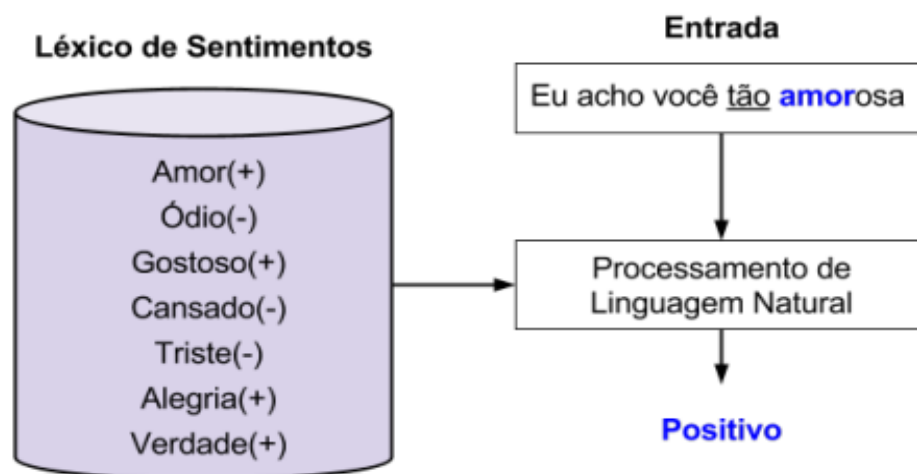 Léxico de Sentimentos
Amor(+)
Ódio(-)
Gostoso(+)
Cansado(-)
Triste(-)
Alegria(+)
Verdade(+)
Entrada
Eu acho você tão amorosa
Processamento de
Linguagem Natural
Positivo